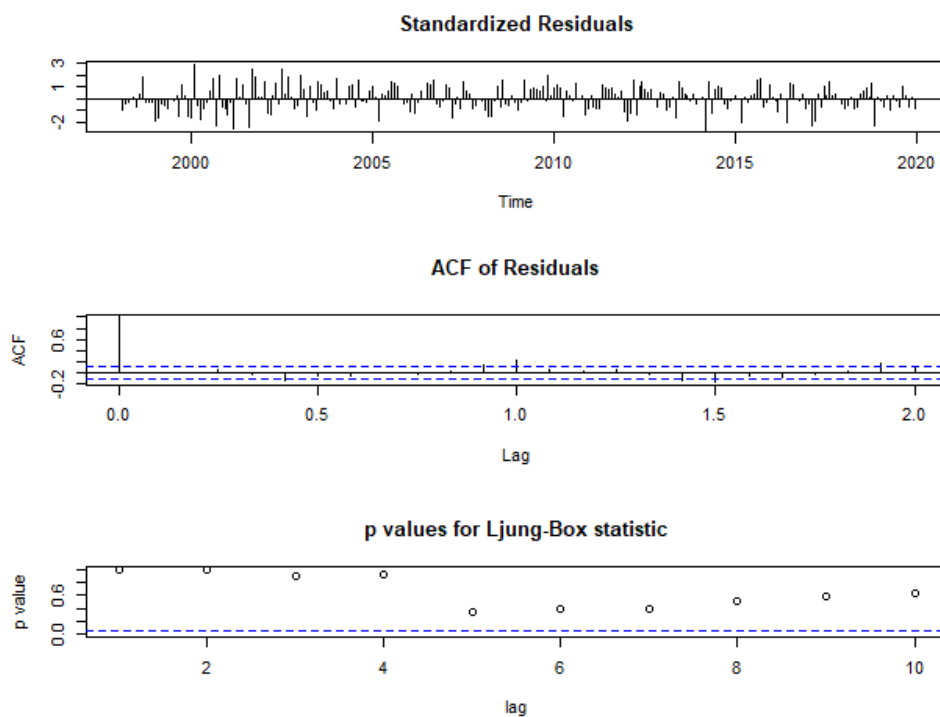 Standardized Residuals
3
1
-2
2000 2005 2010 2015 2020
Time
ACF of Residuals
ACF
0.6
-0.2
0.0 0.5 1.0 1.5 2.0
Lag
p values for Ljung-Box statistic
p value
0.6
0.0
2 4 6 8 10
lag